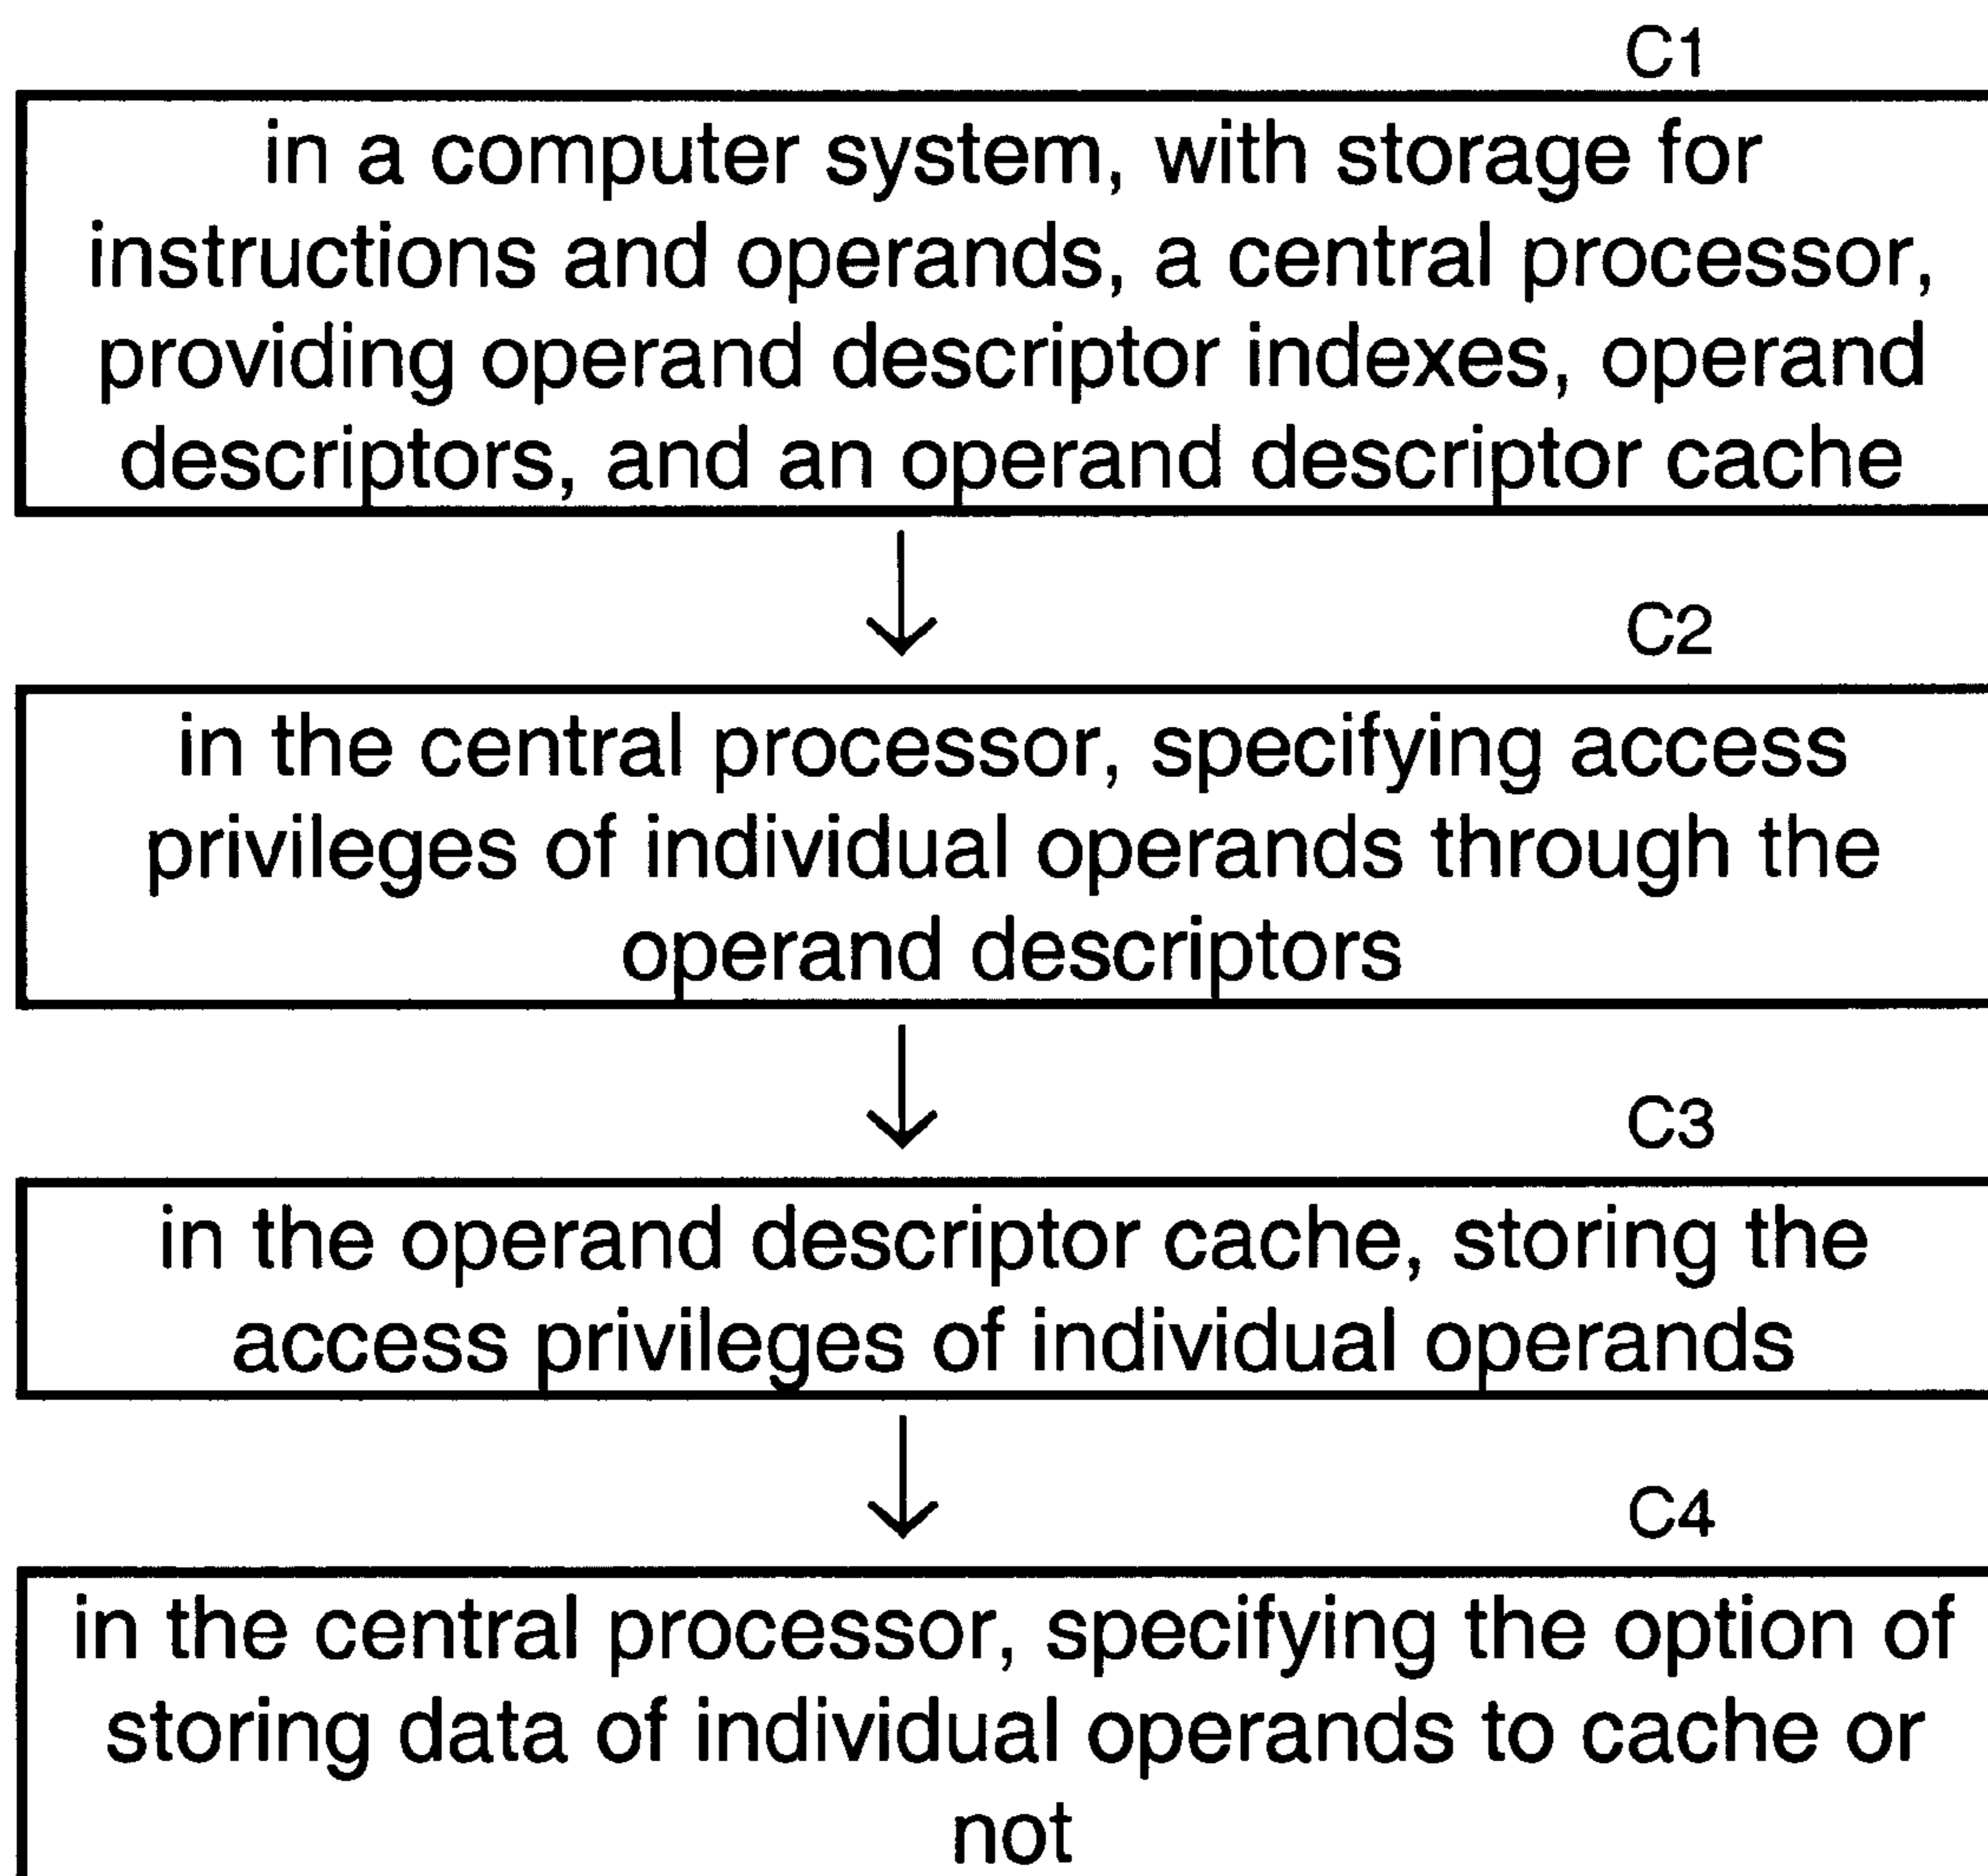 C1
in a computer system, with storage for
instructions and operands, a central processor,
providing operand descriptor indexes, operand
descriptors, and an operand descriptor cache
C2
in the central processor, specifying access
privileges of individual operands through the
operand descriptors
C3
in the operand descriptor cache, storing the
access privileges of individual operands
C4
in the central processor, specifying the option of
storing data of individual operands to cache or
not